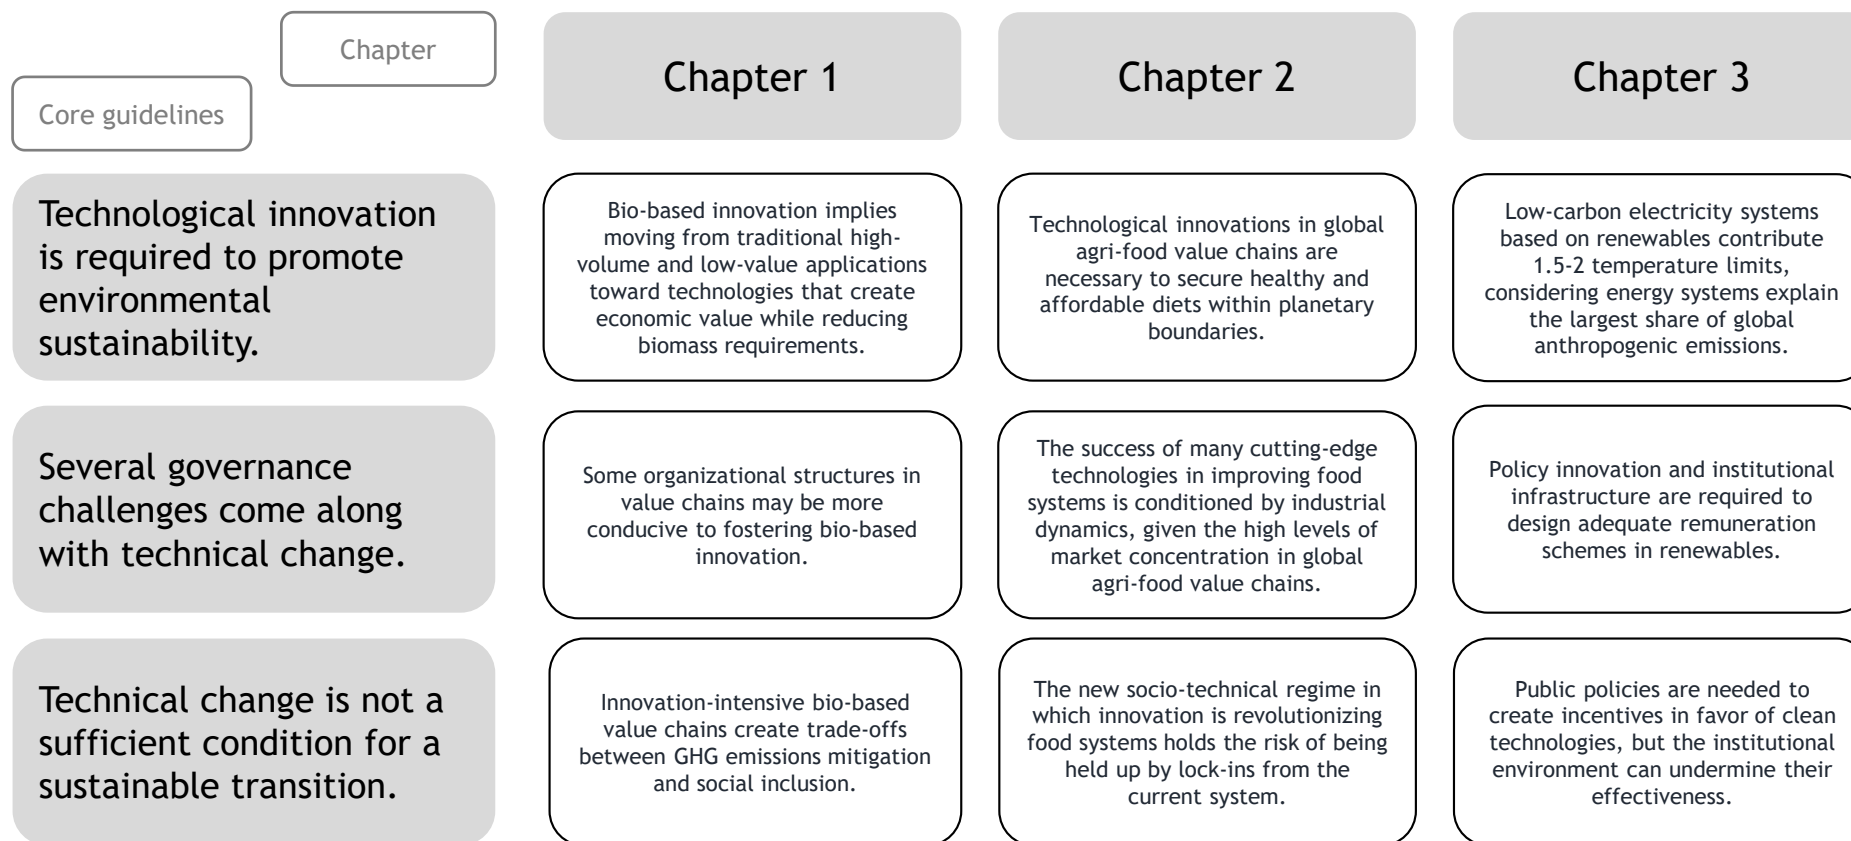 Chapter
Core guidelines
Chapter 1
Chapter 2
Chapter 3
Technological innovation
is required to promote
environmental
sustainability.
Bio-based innovation implies
moving from traditional high-
volume and low-value applications
toward technologies that create
economic value while reducing
biomass requirements.
Technological innovations in global
agri-food value chains are
necessary to secure healthy and
affordable diets within planetary
boundaries.
Low-carbon electricity systems
based on renewables contribute
1.5-2 temperature limits,
considering energy systems explain
the largest share of global
anthropogenic emissions.
Several governance
challenges come along
with technical change.
Some organizational structures in
value chains may be more
conducive to fostering bio-based
innovation.
The success of many cutting-edge
technologies in improving food
systems is conditioned by industrial
dynamics, given the high levels of
market concentration in global
agri-food value chains.
Policy innovation and institutional
infrastructure are required to
design adequate remuneration
schemes in renewables.
Technical change is not a
sufficient condition for a
sustainable transition.
Innovation-intensive bio-based
value chains create trade-offs
between GHG emissions mitigation
and social inclusion.
The new socio-technical regime in
which innovation is revolutionizing
food systems holds the risk of being
held up by lock-ins from the
current system.
Public policies are needed to
create incentives in favor of clean
technologies, but the institutional
environment can undermine their
effectiveness.